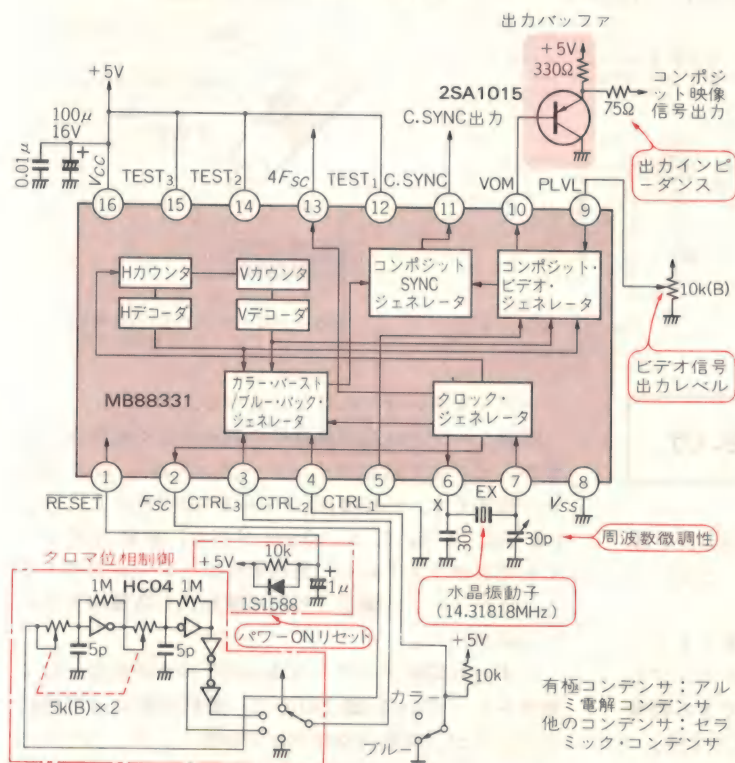 出力バッファ
+5V
330Ω
2SA1015
75Ω
コンポジ
ット映像
信号出力
+5V
C.SYNC出力
出力インピ
ーダンス
100μ
16V
0.01μ
+
VCC
TEST3
TEST2
4FSC
TEST1
C.SYNC
VOM
PLVL
16
15
14
13
12
11
10
9
Hカウンタ
Vカウンタ
コンポジット
SYNC
ジェネレータ
コンポジット・
ビデオ・
ジェネレータ
Hデコーダ
Vデコーダ
10k(B)
ビデオ信号
出力レベル
MB88331
カラー・バースト
/ブルー・バック・
ジェネレータ
クロック・
ジェネレータ
1
2
3
4
5
6
7
8
RESET
FSC
CTRL3
CTRL2
CTRL1
X
EX
VSS
30p
30p
周波数微調性
水晶振動子
(14.31818MHz)
クロマ位相制御
+5V
10k
+
1μ
1S1588
パワーONリセット
1M
HC04
1M
5p
5p
5k(B)×2
+5V
10k
カラー
ブルー
有極コンデンサ:アル
ミ電解コンデンサ
他のコンデンサ:セラ
ミック・コンデンサ